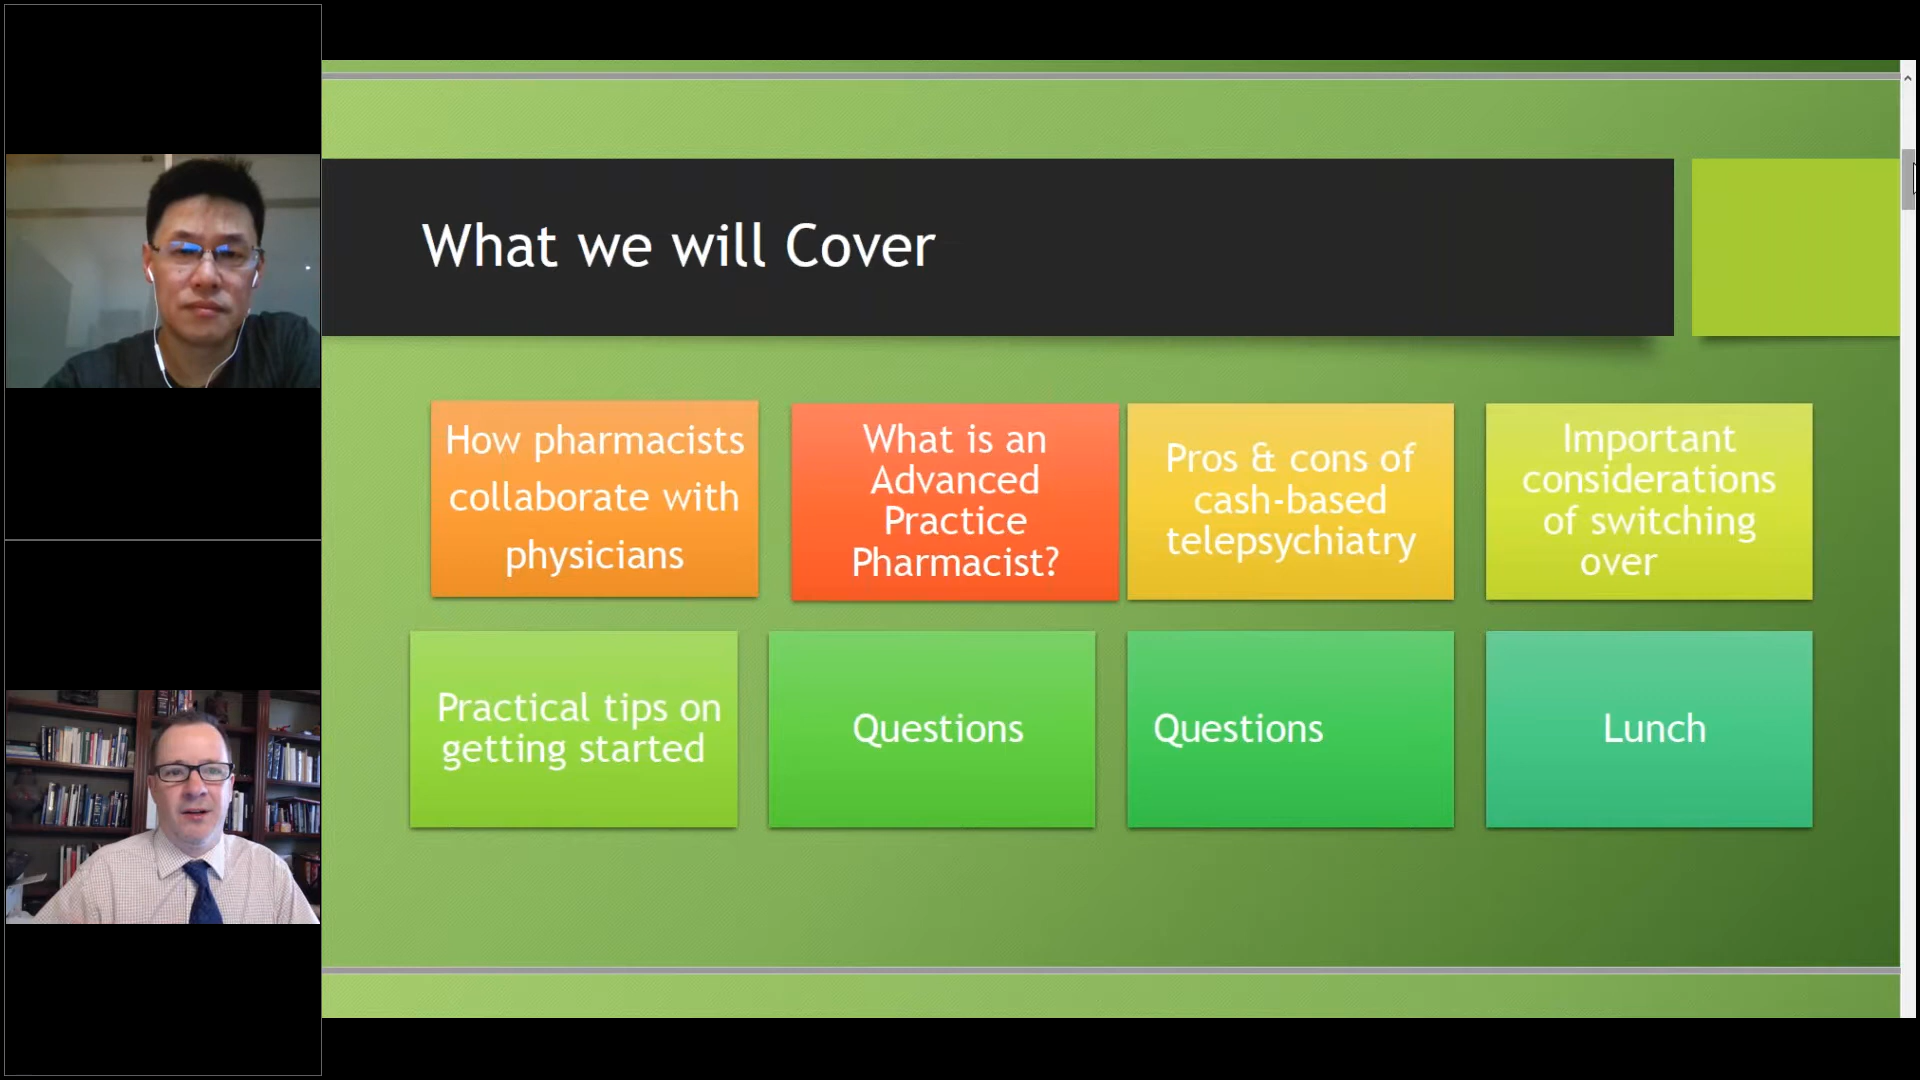 What we will Cover
How pharmacists
collaborate with
physicians
What is an
Advanced
Practice
Pharmacist?
Pros & cons of
cash-based
telepsychiatry
Important
considerations
of switching
over
Practical tips on
getting started
Questions
Questions
Lunch